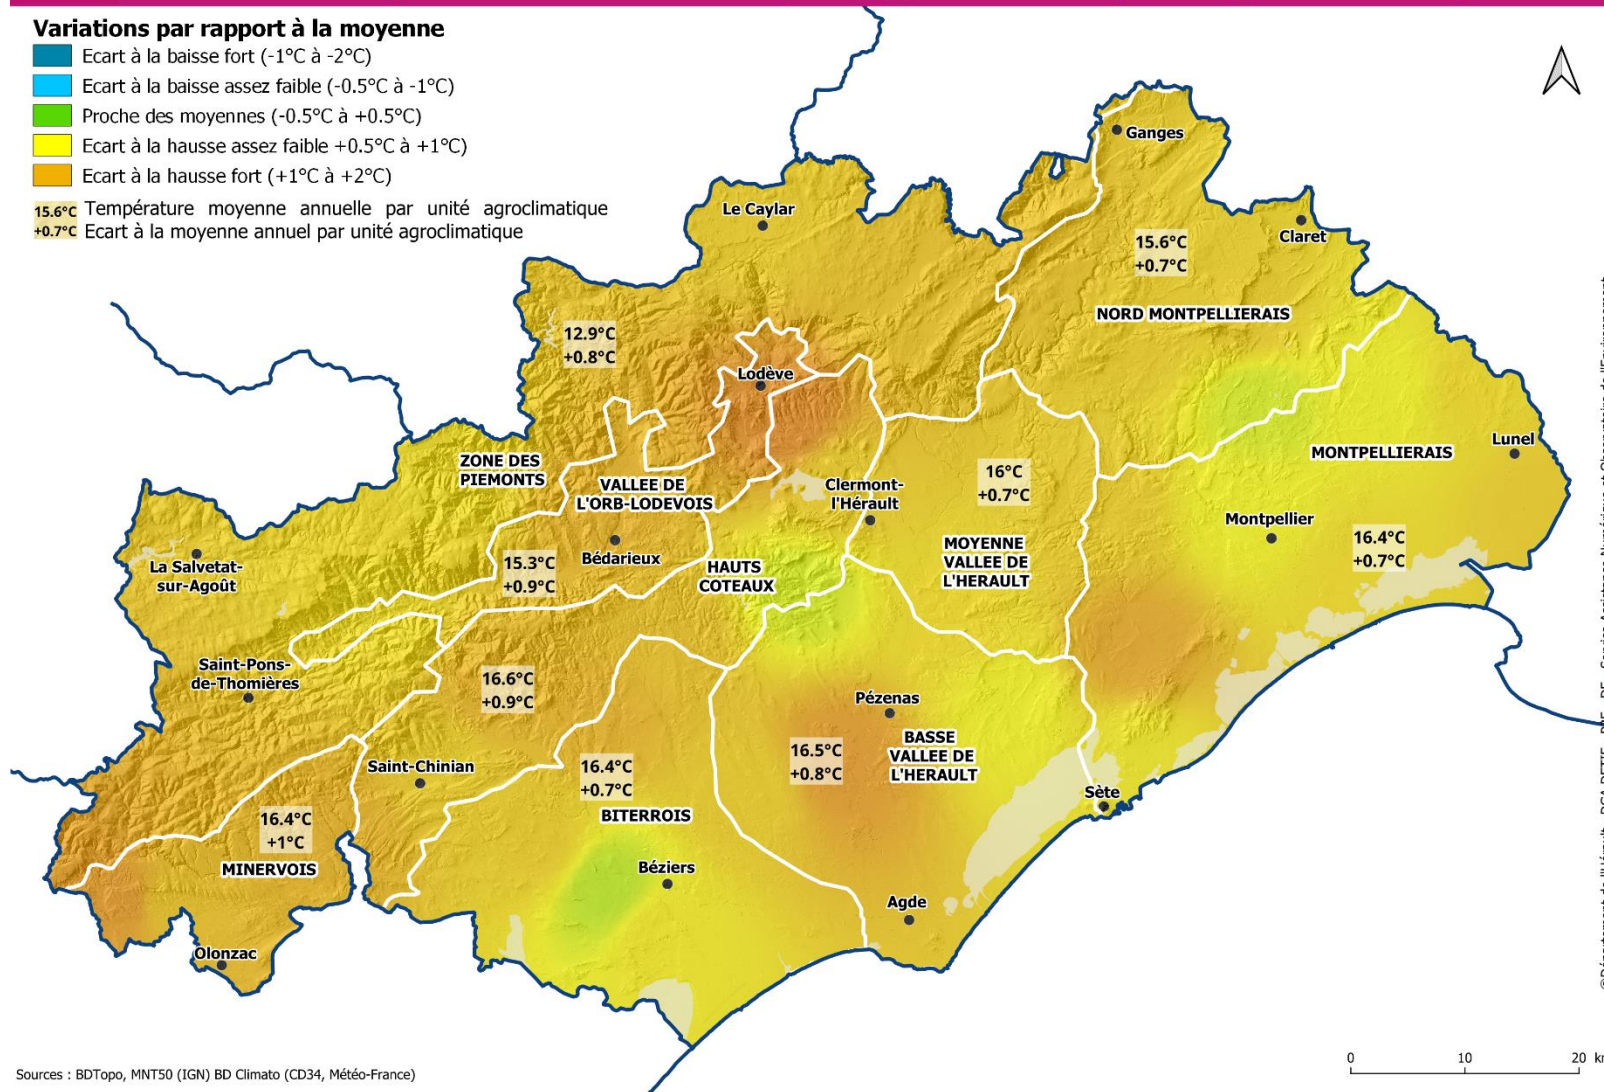 Variations par rapport à la moyenne
Ecart à la baisse fort (-1°C à -2°C)
Ecart à la baisse assez faible (-0.5°C à -1°C)
Proche des moyennes (-0.5°C à +0.5°C)
Ecart à la hausse assez faible +0.5°C à +1°C)
Ecart à la hausse fort (+1°C à +2°C)
15.6°C Température moyenne annuelle par unité agroclimatique
+0.7°C Ecart à la moyenne annuel par unité agroclimatique
Ganges
Le Caylar
Claret
15.6°C
+0.7°C
NORD MONTPELLIERAIS
12.9°C
+0.8°C
Lodève
Lunel
MONTPELLIERAIS
ZONE DES
PIEMONTS
VALLEE DE
L'ORB-LODEVOIS
Clermont-
l'Hérault
16°C
+0.7°C
Montpellier
16.4°C
+0.7°C
La Salvetat-
sur-Agoût
15.3°C
+0.9°C
Bédarieux
HAUTS
COTEAUX
MOYENNE
VALLEE DE
L'HERAULT
Saint-Pons-
de-Thomières
16.6°C
+0.9°C
Pézenas
BASSE
VALLEE DE
L'HERAULT
16.5°C
+0.8°C
Saint-Chinian
16.4°C
+0.7°C
BITERROIS
Sète
16.4°C
+1°C
MINERVOIS
Béziers
Agde
Olonzac
0 10 20 km
Sources : BDTopo, MNT50 (IGN) BD Climato (CD34, Météo-France)